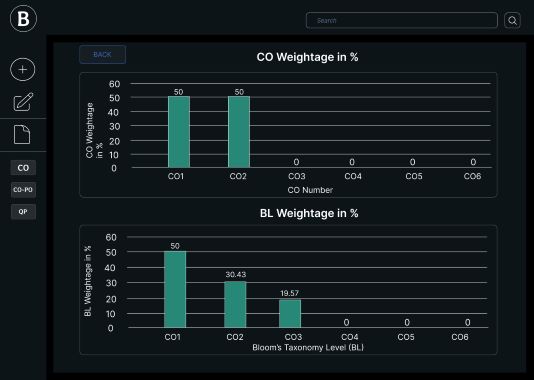 B
Search
BACK
CO Weightage in %
60
50
40
30
20
10
0
CO Weightage
in %
50
50
0
0
0
0
CO1
CO2
CO3
CO4
CO5
CO6
CO Number
CO
CO-PO
QP
BL Weightage in %
60
50
40
30
20
10
0
BL Weightage in %
50
30.43
19.57
0
0
0
CO1
CO2
CO3
CO4
CO5
CO6
Bloom's Taxonomy Level (BL)